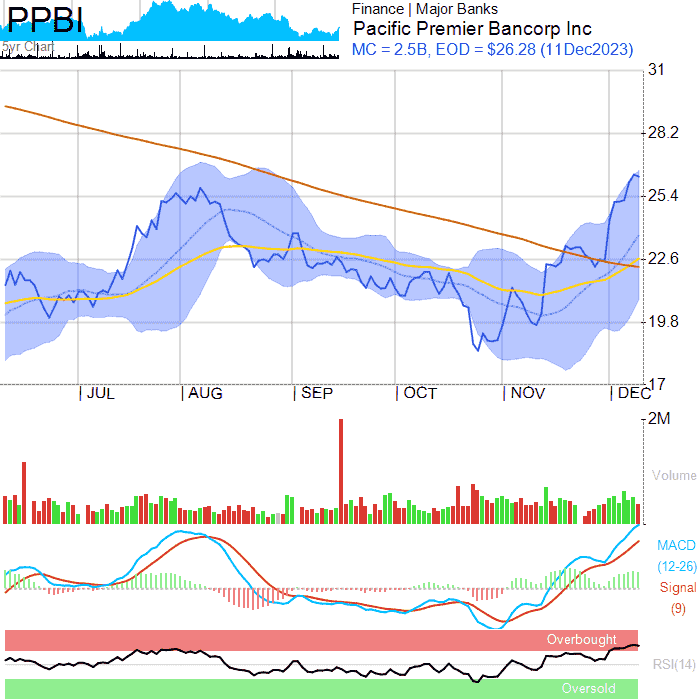 PPBI
5yr Chart
Finance | Major Banks
Pacific Premier Bancorp Inc
MC = 2.5B, EOD = $26.28 (11Dec2023)
31
28.2
25.4
22.6
19.8
17
| JUL | AUG | SEP | OCT | NOV | DEC
2M
Volume
MACD
(12-26)
Signal
(9)
Overbought
RSI(14)
Oversold